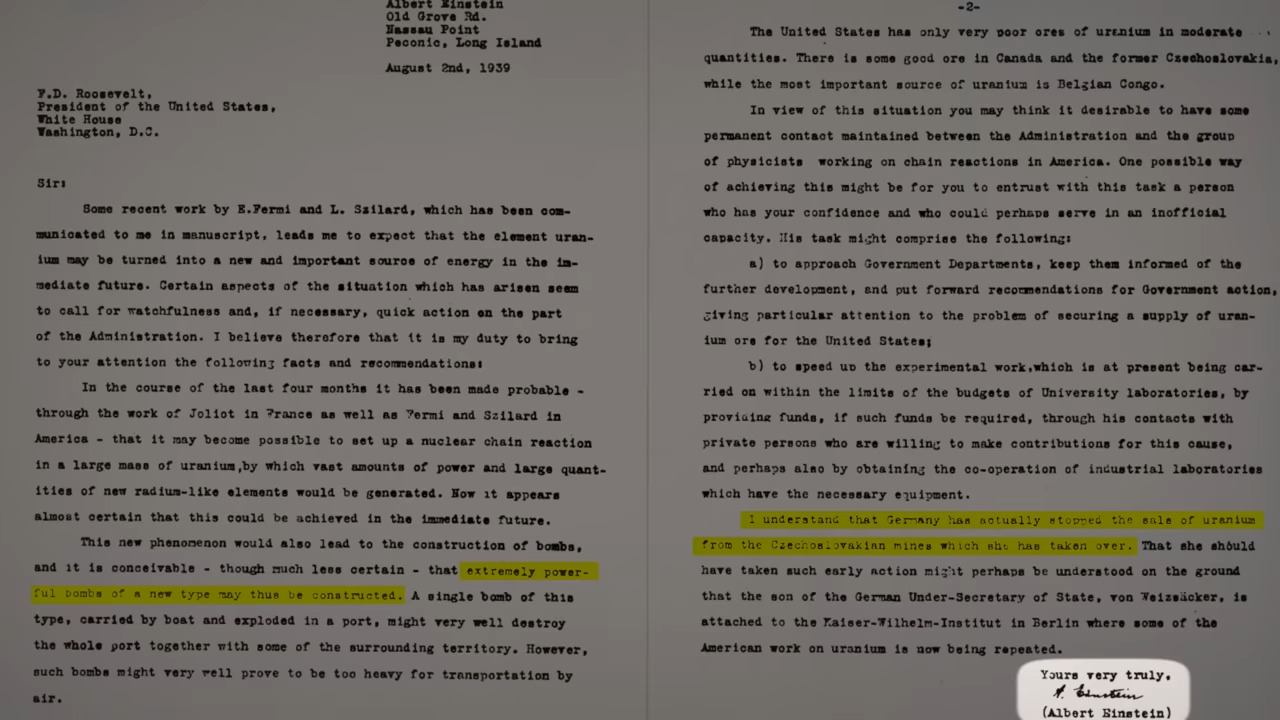 Albert Einstein
Old Grove Rd.
Nassau Point
Peconic, Long Island
August 2nd, 1939
F.D. Roosevelt,
President of the United States,
White House
Washington, D.C.
Sir:
Some recent work by E.Fermi and L. Szilard, which has been com-
municated to me in manuscript, leads me to expect that the element uran-
ium may be turned into a new and important source of energy in the im-
mediate future. Certain aspects of the situation which has arisen seem
to call for watchfulness and, if necessary, quick action on the part
of the Administration. I believe therefore that it is my duty to bring
to your attention the following facts and recommendations:
In the course of the last four months it has been made probable -
through the work of Joliot in France as well as Fermi and Szilard in
America - that it may become possible to set up a nuclear chain reaction
in a large mass of uranium,by which vast amounts of power and large quant-
ities of new radium-like elements would be generated. Now it appears
almost certain that this could be achieved in the immediate future.
This new phenomenon would also lead to the construction of bombs,
and it is conceivable - though much less certain - that extremely power-
ful bombs of a new type may thus be constructed. A single bomb of this
type, carried by boat and exploded in a port, might very well destroy
the whole port together with some of the surrounding territory. However,
such bombs might very well prove to be too heavy for transportation by
air.
-2-
The United States has only very poor ores of uranium in moderate
quantities. There is some good ore in Canada and the former Czechoslovakia,
while the most important source of uranium is Belgian Congo.
In view of this situation you may think it desirable to have some
permanent contact maintained between the Administration and the group
of physicists working on chain reactions in America. One possible way
of achieving this might be for you to entrust with this task a person
who has your confidence and who could perhaps serve in an inofficial
capacity. His task might comprise the following:
a) to approach Government Departments, keep them informed of the
further development, and put forward recommendations for Government action,
giving particular attention to the problem of securing a supply of uran-
ium ore for the United States;
b) to speed up the experimental work,which is at present being car-
ried on within the limits of the budgets of University laboratories, by
providing funds, if such funds be required, through his contacts with
private persons who are willing to make contributions for this cause,
and perhaps also by obtaining the co-operation of industrial laboratories
which have the necessary equipment.
I understand that Germany has actually stopped the sale of uranium
from the Czechoslovakian mines which she has taken over. That she should
have taken such early action might perhaps be understood on the ground
that the son of the German Under-Secretary of State, von Weizsäcker, is
attached to the Kaiser-Wilhelm-Institut in Berlin where some of the
American work on uranium is now being repeated.
Yours very truly.
A. Einstein
(Albert Einstein)